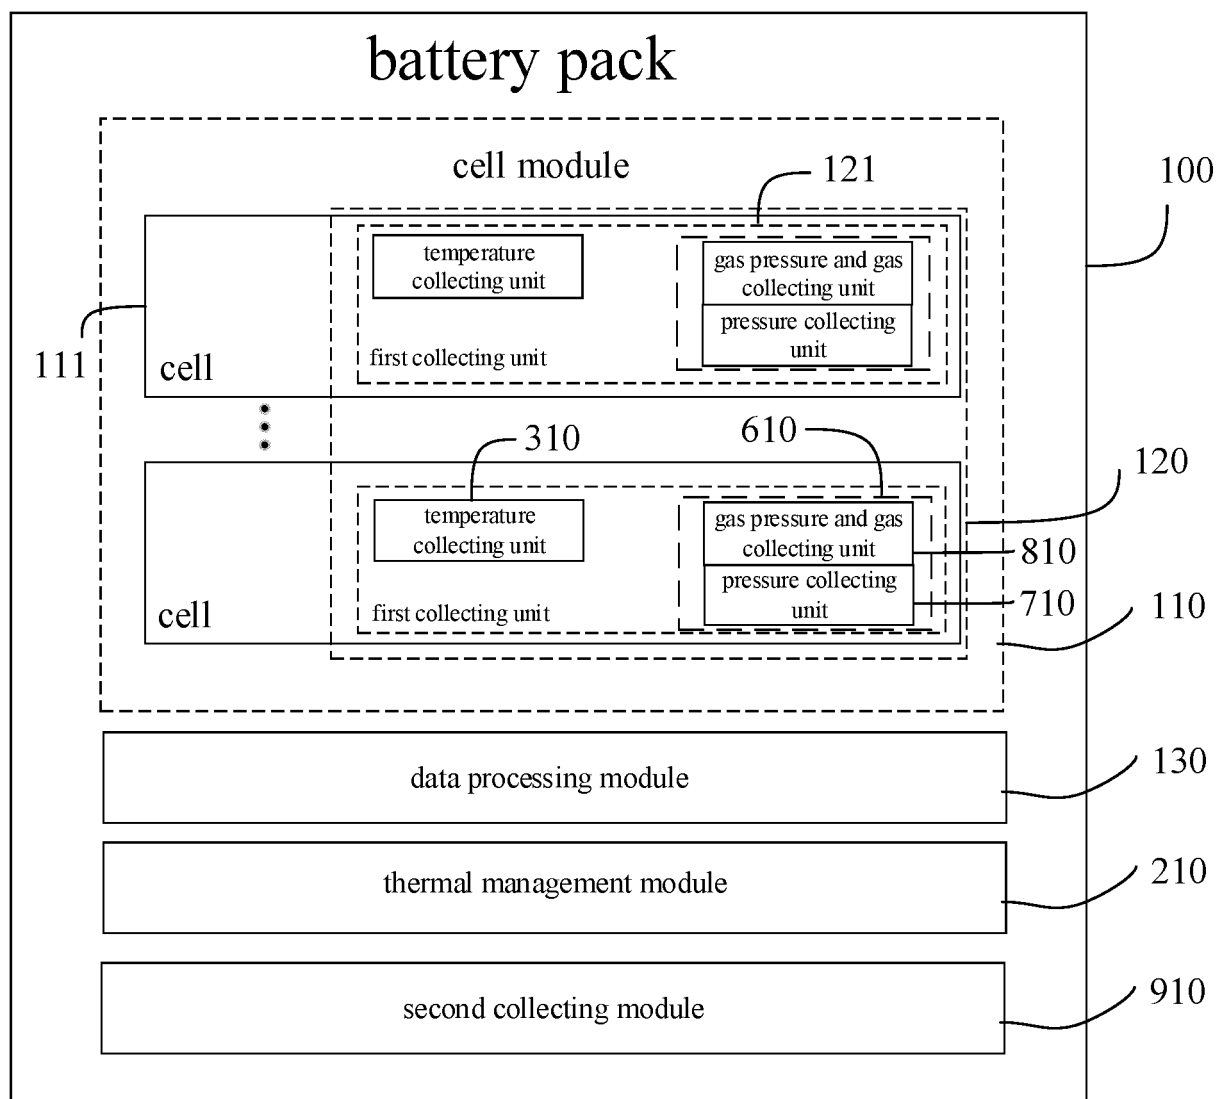 battery pack
cell module
121
100
temperature
collecting unit
gas pressure and gas
collecting unit
pressure collecting
unit
first collecting unit
111
cell
310
610
120
temperature
collecting unit
gas pressure and gas
collecting unit
810
pressure collecting
unit
710
first collecting unit
cell
110
data processing module
130
thermal management module
210
second collecting module
910